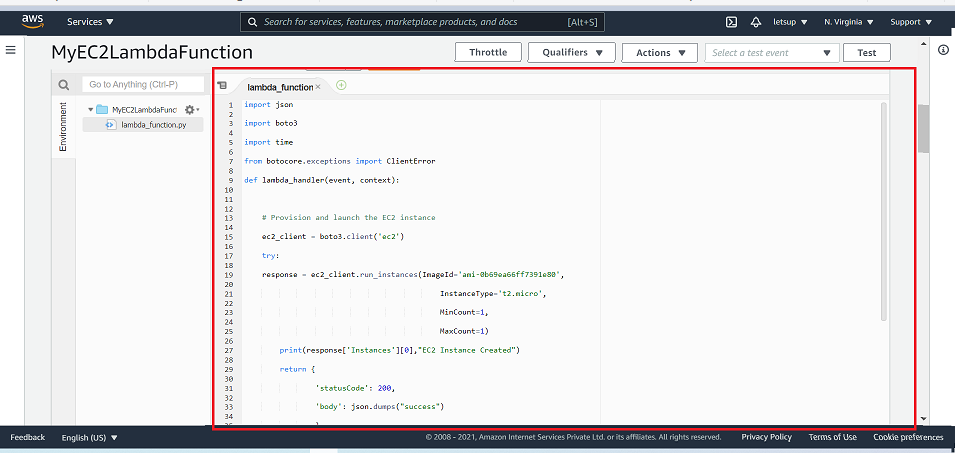 aws
Services
Search for services, features, marketplace products, and docs [Alt+S]
letsup
N. Virginia
Support
MyEC2LambdaFunction
Throttle
Qualifiers
Actions
Select a test event
Test
Go to Anything (Ctrl-P)
lambda_function
Environment
MyEC2LambdaFunct
lambda_function.py
1 import json
2
3 import boto3
4
5 import time
6
7 from botocore.exceptions import ClientError
8
9 def lambda_handler(event, context):
10
11
12
13 # Provision and launch the EC2 instance
14
15 ec2_client = boto3.client('ec2')
16
17 try:
18
19 response = ec2_client.run_instances(ImageId='ami-0b69ea66ff7391e80',
20
21 InstanceType='t2.micro',
22
23 MinCount=1,
24
25 MaxCount=1)
26
27 print(response['Instances'][0],"EC2 Instance Created")
28
29 return {
30
31 'statusCode': 200,
32
33 'body': json.dumps("success")
34
Feedback
English (US)
© 2008 - 2021, Amazon Internet Services Private Ltd. or its affiliates. All rights reserved.
Privacy Policy
Terms of Use
Cookie preferences